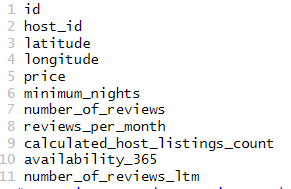 1 id
2 host_id
3 latitude
4 longitude
5 price
6 minimum_nights
7 number_of_reviews
8 reviews_per_month
9 calculated_host_listings_count
10 availability_365
11 number_of_reviews_ltm